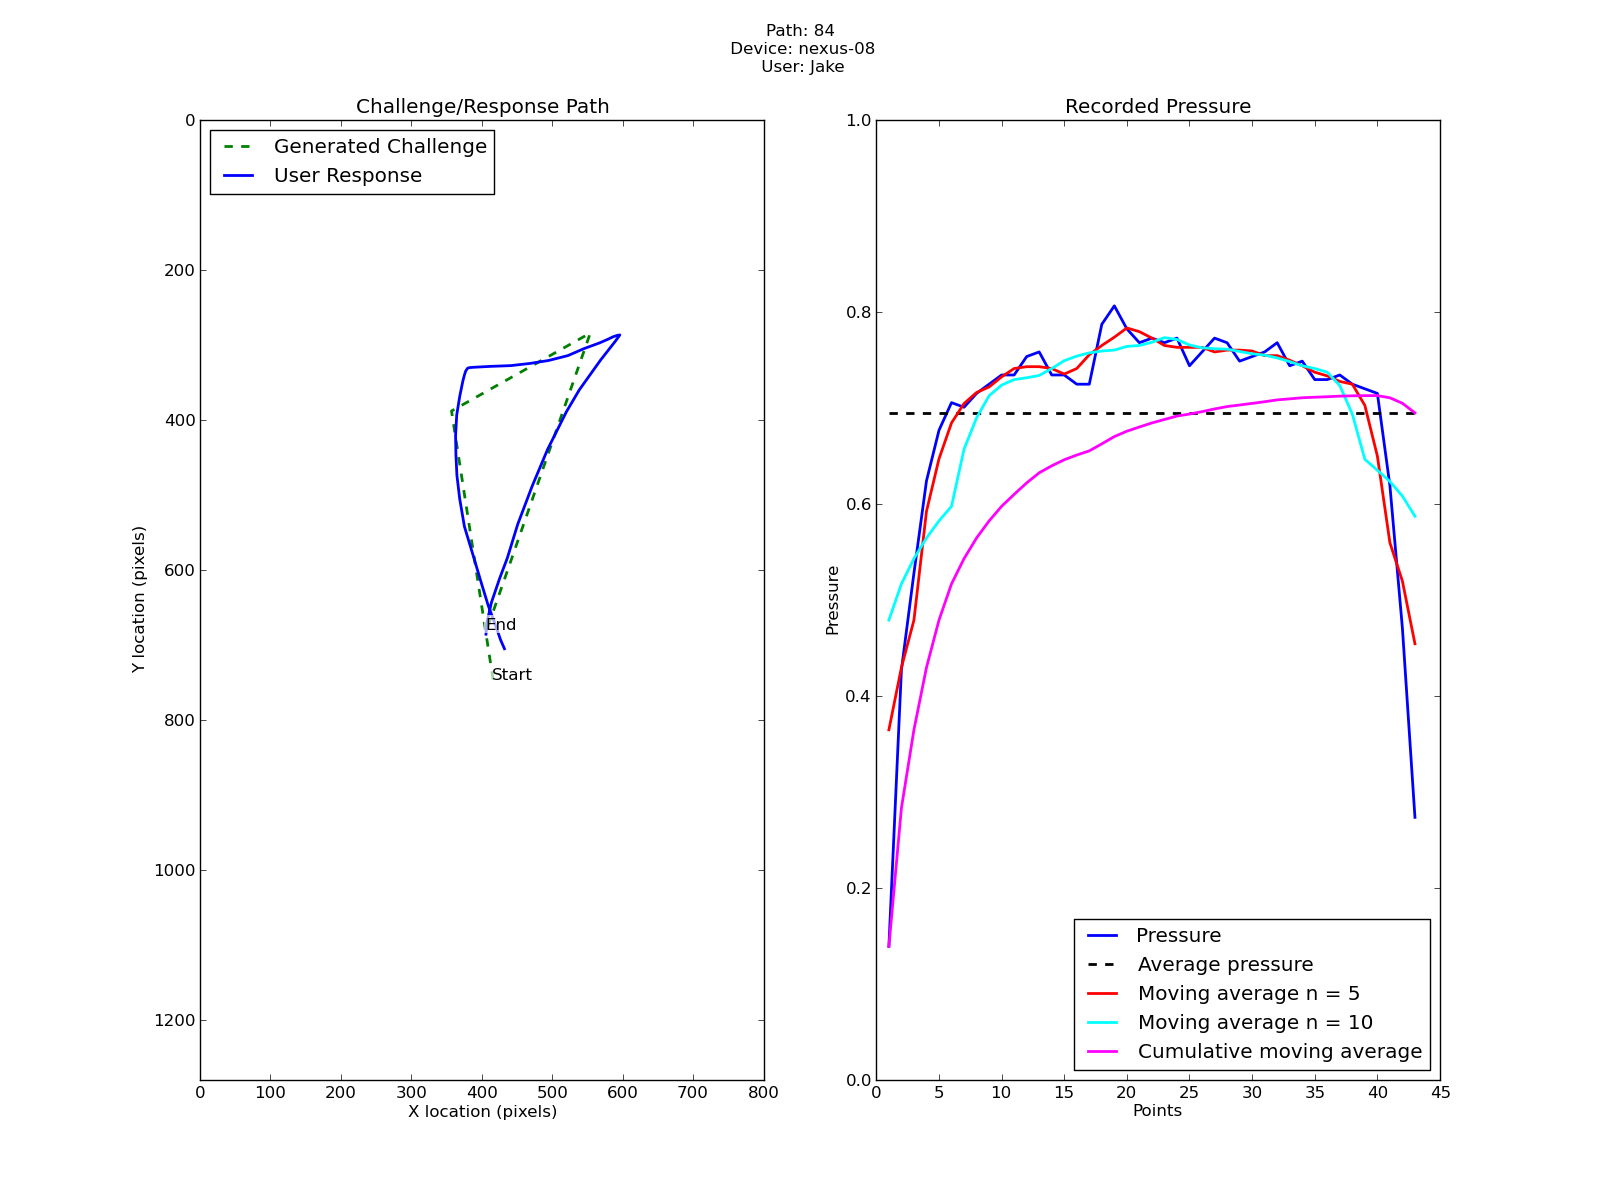 Path: 84
Device: nexus-08
User: Jake
Challenge/Response Path
Generated Challenge
User Response
0
200
400
600
800
1000
1200
Y location (pixels)
End
Start
0 100 200 300 400 500 600 700 800
X location (pixels)
Recorded Pressure
1.0
0.8
0.6
0.4
0.2
0.0
Pressure
Pressure
Average pressure
Moving average n = 5
Moving average n = 10
Cumulative moving average
0 5 10 15 20 25 30 35 40 45
Points